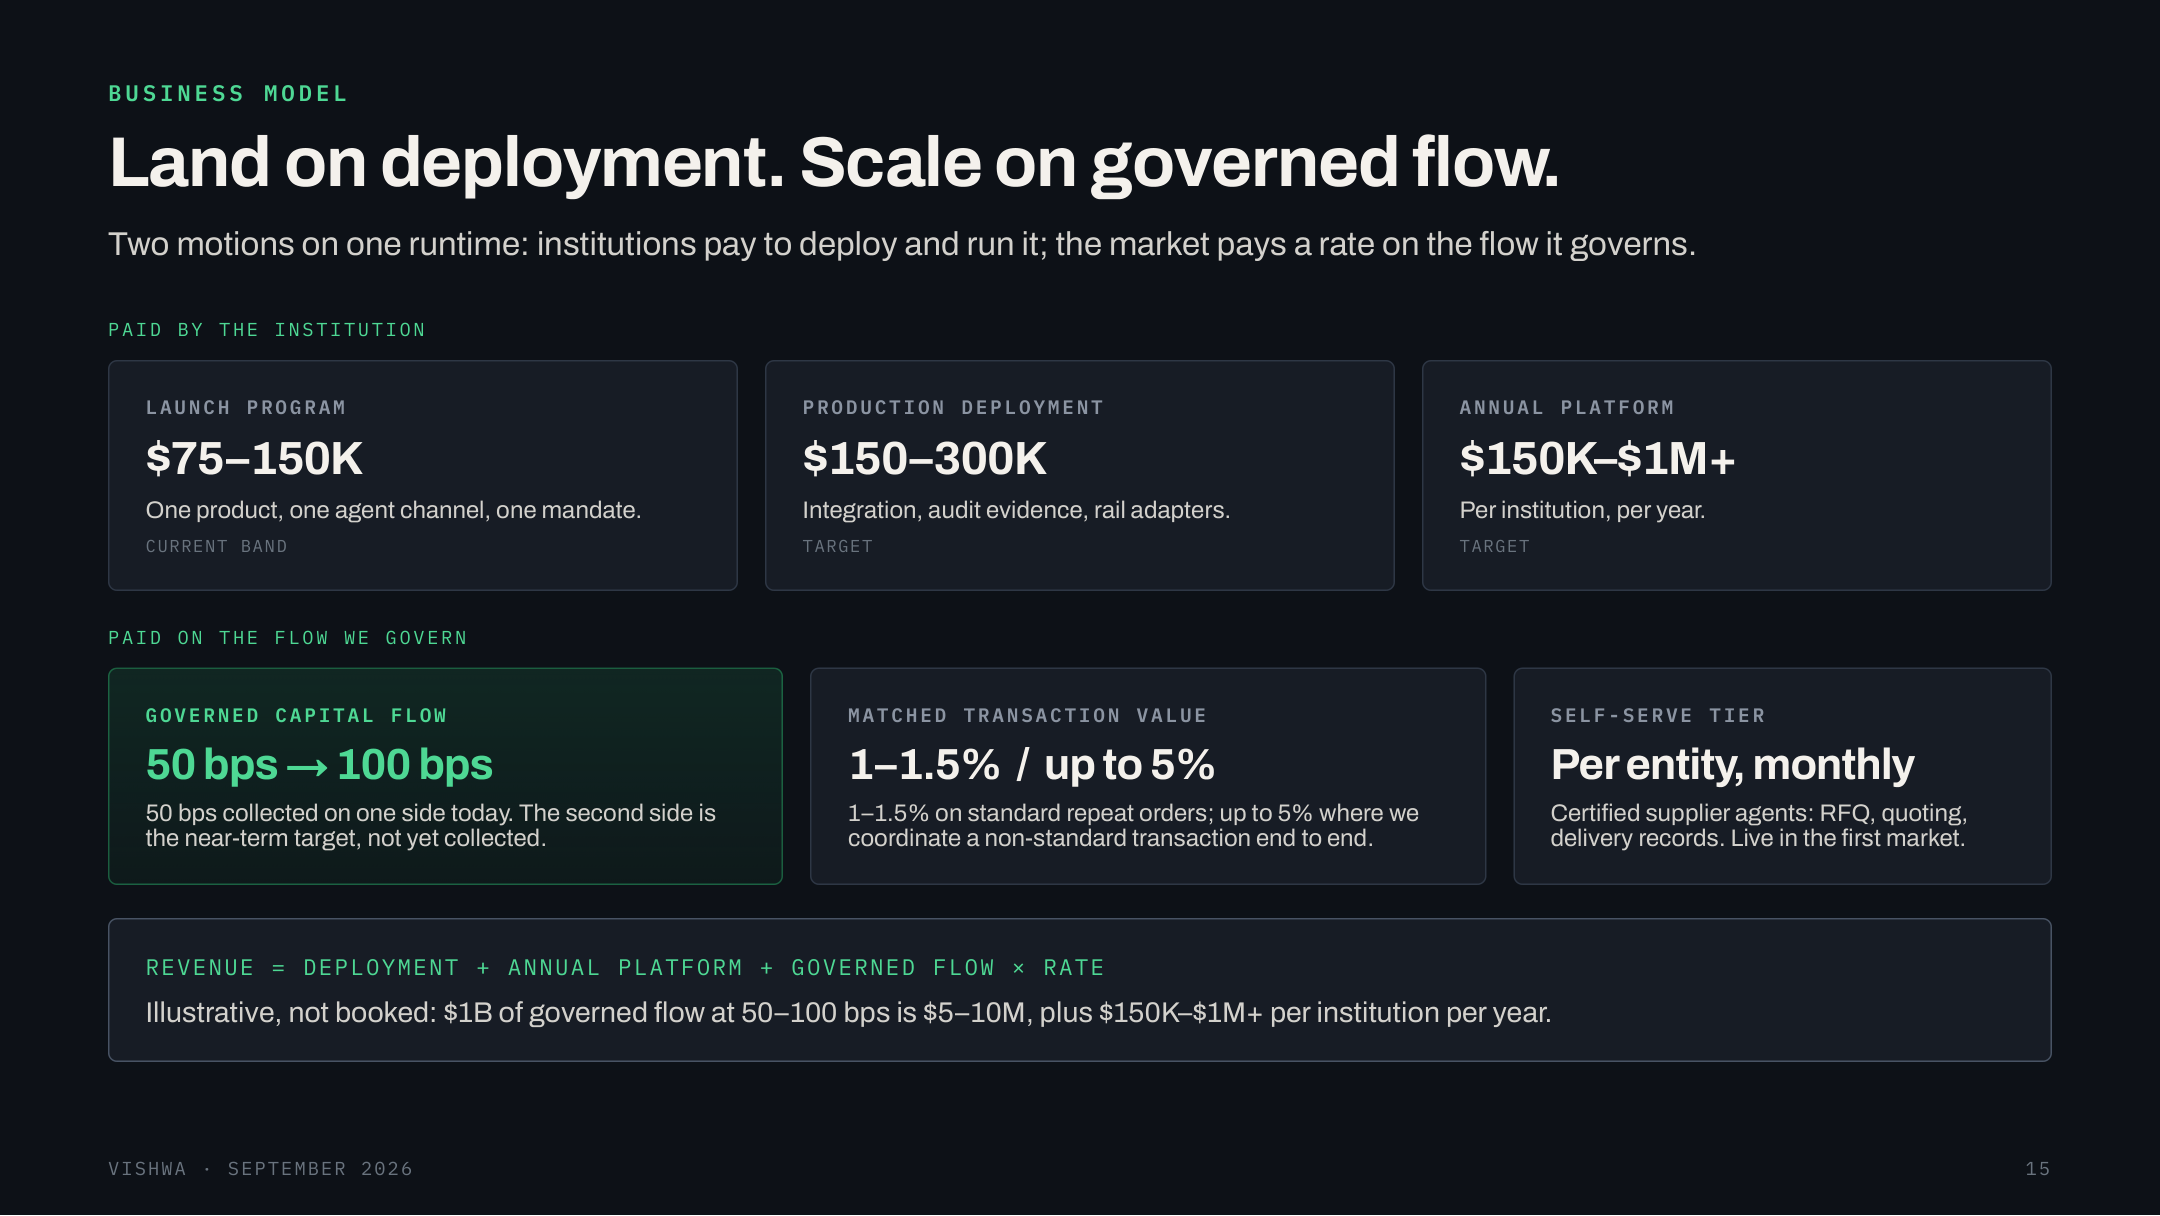 BUSINESS MODEL
Land on deployment. Scale on governed flow.
Two motions on one runtime: institutions pay to deploy and run it; the market pays a rate on the flow it governs.
PAID BY THE INSTITUTION
LAUNCH PROGRAM
$75–150K
One product, one agent channel, one mandate.
CURRENT BAND
PRODUCTION DEPLOYMENT
$150–300K
Integration, audit evidence, rail adapters.
TARGET
ANNUAL PLATFORM
$150K–$1M+
Per institution, per year.
TARGET
PAID ON THE FLOW WE GOVERN
GOVERNED CAPITAL FLOW
50 bps → 100 bps
50 bps collected on one side today. The second side is
the near-term target, not yet collected.
MATCHED TRANSACTION VALUE
1–1.5% / up to 5%
1–1.5% on standard repeat orders; up to 5% where we
coordinate a non-standard transaction end to end.
SELF-SERVE TIER
Per entity, monthly
Certified supplier agents: RFQ, quoting,
delivery records. Live in the first market.
REVENUE = DEPLOYMENT + ANNUAL PLATFORM + GOVERNED FLOW × RATE
Illustrative, not booked: $1B of governed flow at 50–100 bps is $5–10M, plus $150K–$1M+ per institution per year.
VISHWA · SEPTEMBER 2026
15